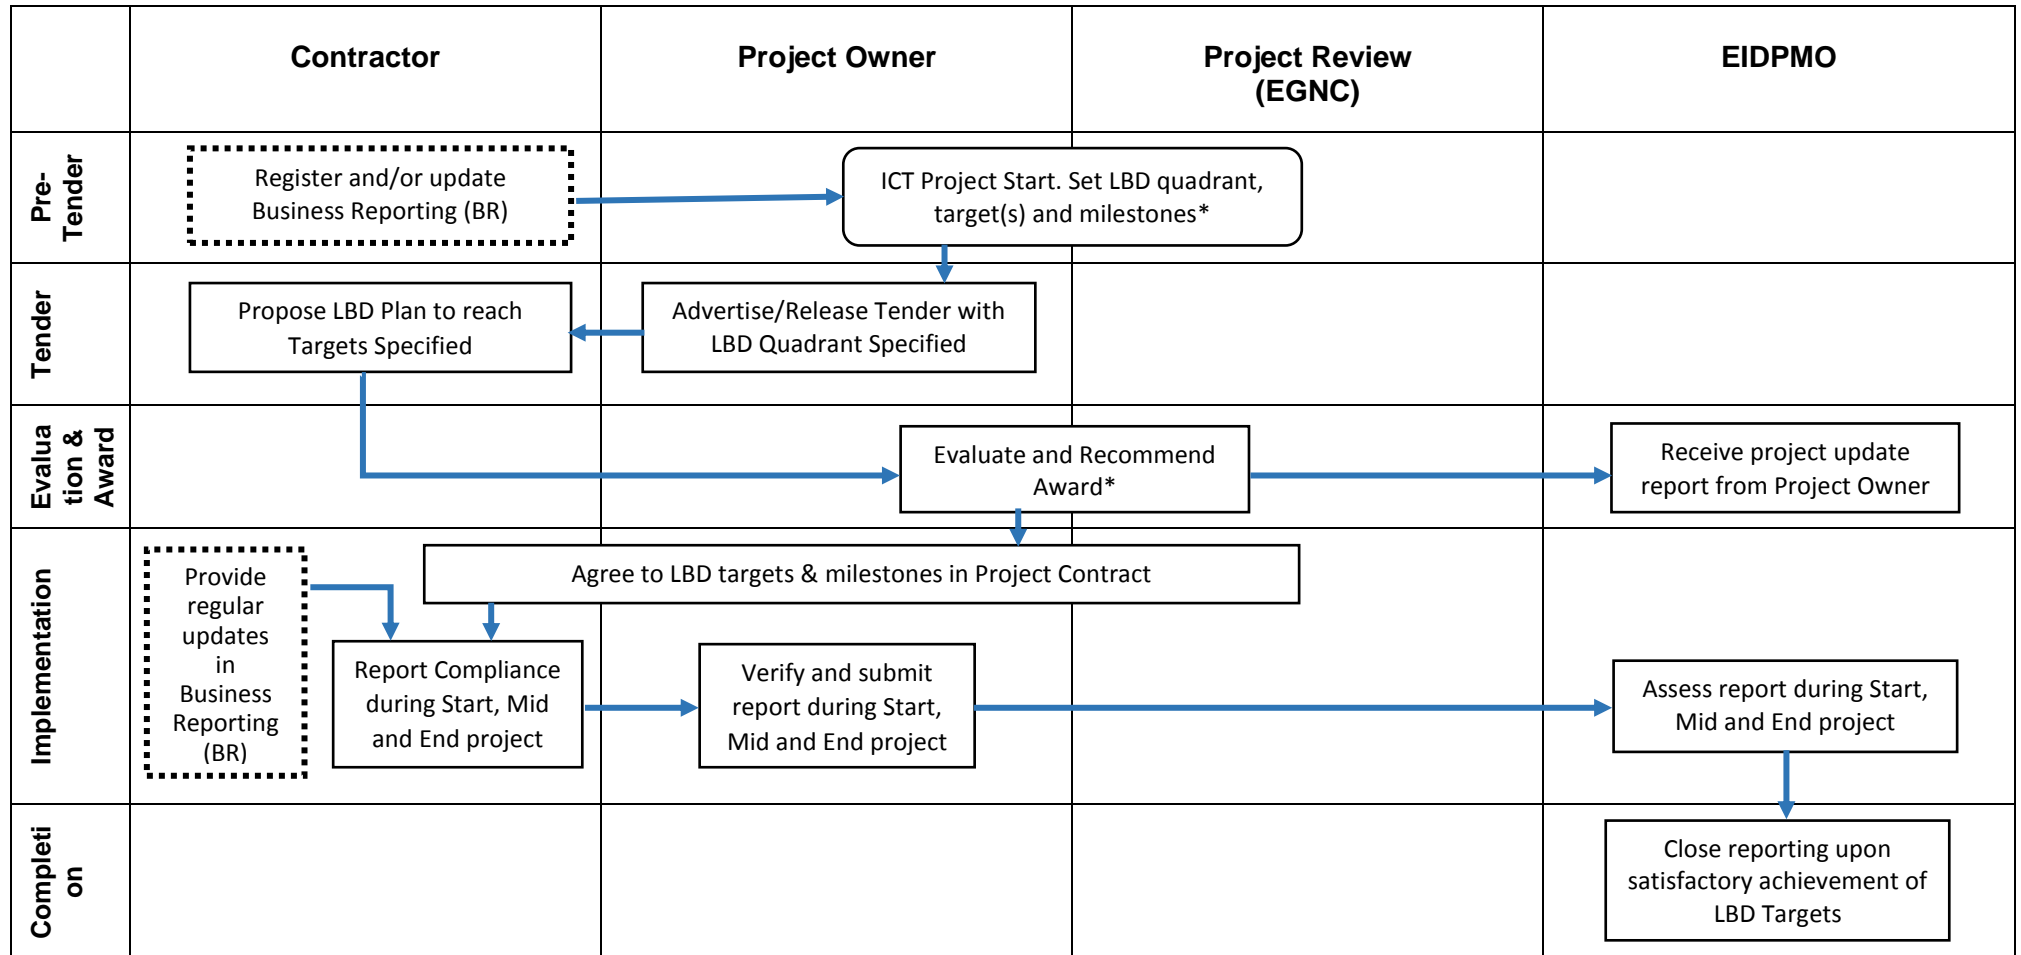 Contractor
Project Owner
Project Review
(EGNC)
EIDPMO
Pre-
Tender
Register and/or update
Business Reporting (BR)
ICT Project Start. Set LBD quadrant,
target(s) and milestones*
Tender
Propose LBD Plan to reach
Targets Specified
Advertise/Release Tender with
LBD Quadrant Specified
Evalua
tion &
Award
Evaluate and Recommend
Award*
Receive project update
report from Project Owner
Implementation
Provide
regular
updates
in
Business
Reporting
(BR)
Agree to LBD targets & milestones in Project Contract
Report Compliance
during Start, Mid
and End project
Verify and submit
report during Start,
Mid and End project
Assess report during Start,
Mid and End project
Completi
on
Close reporting upon
satisfactory achievement of
LBD Targets